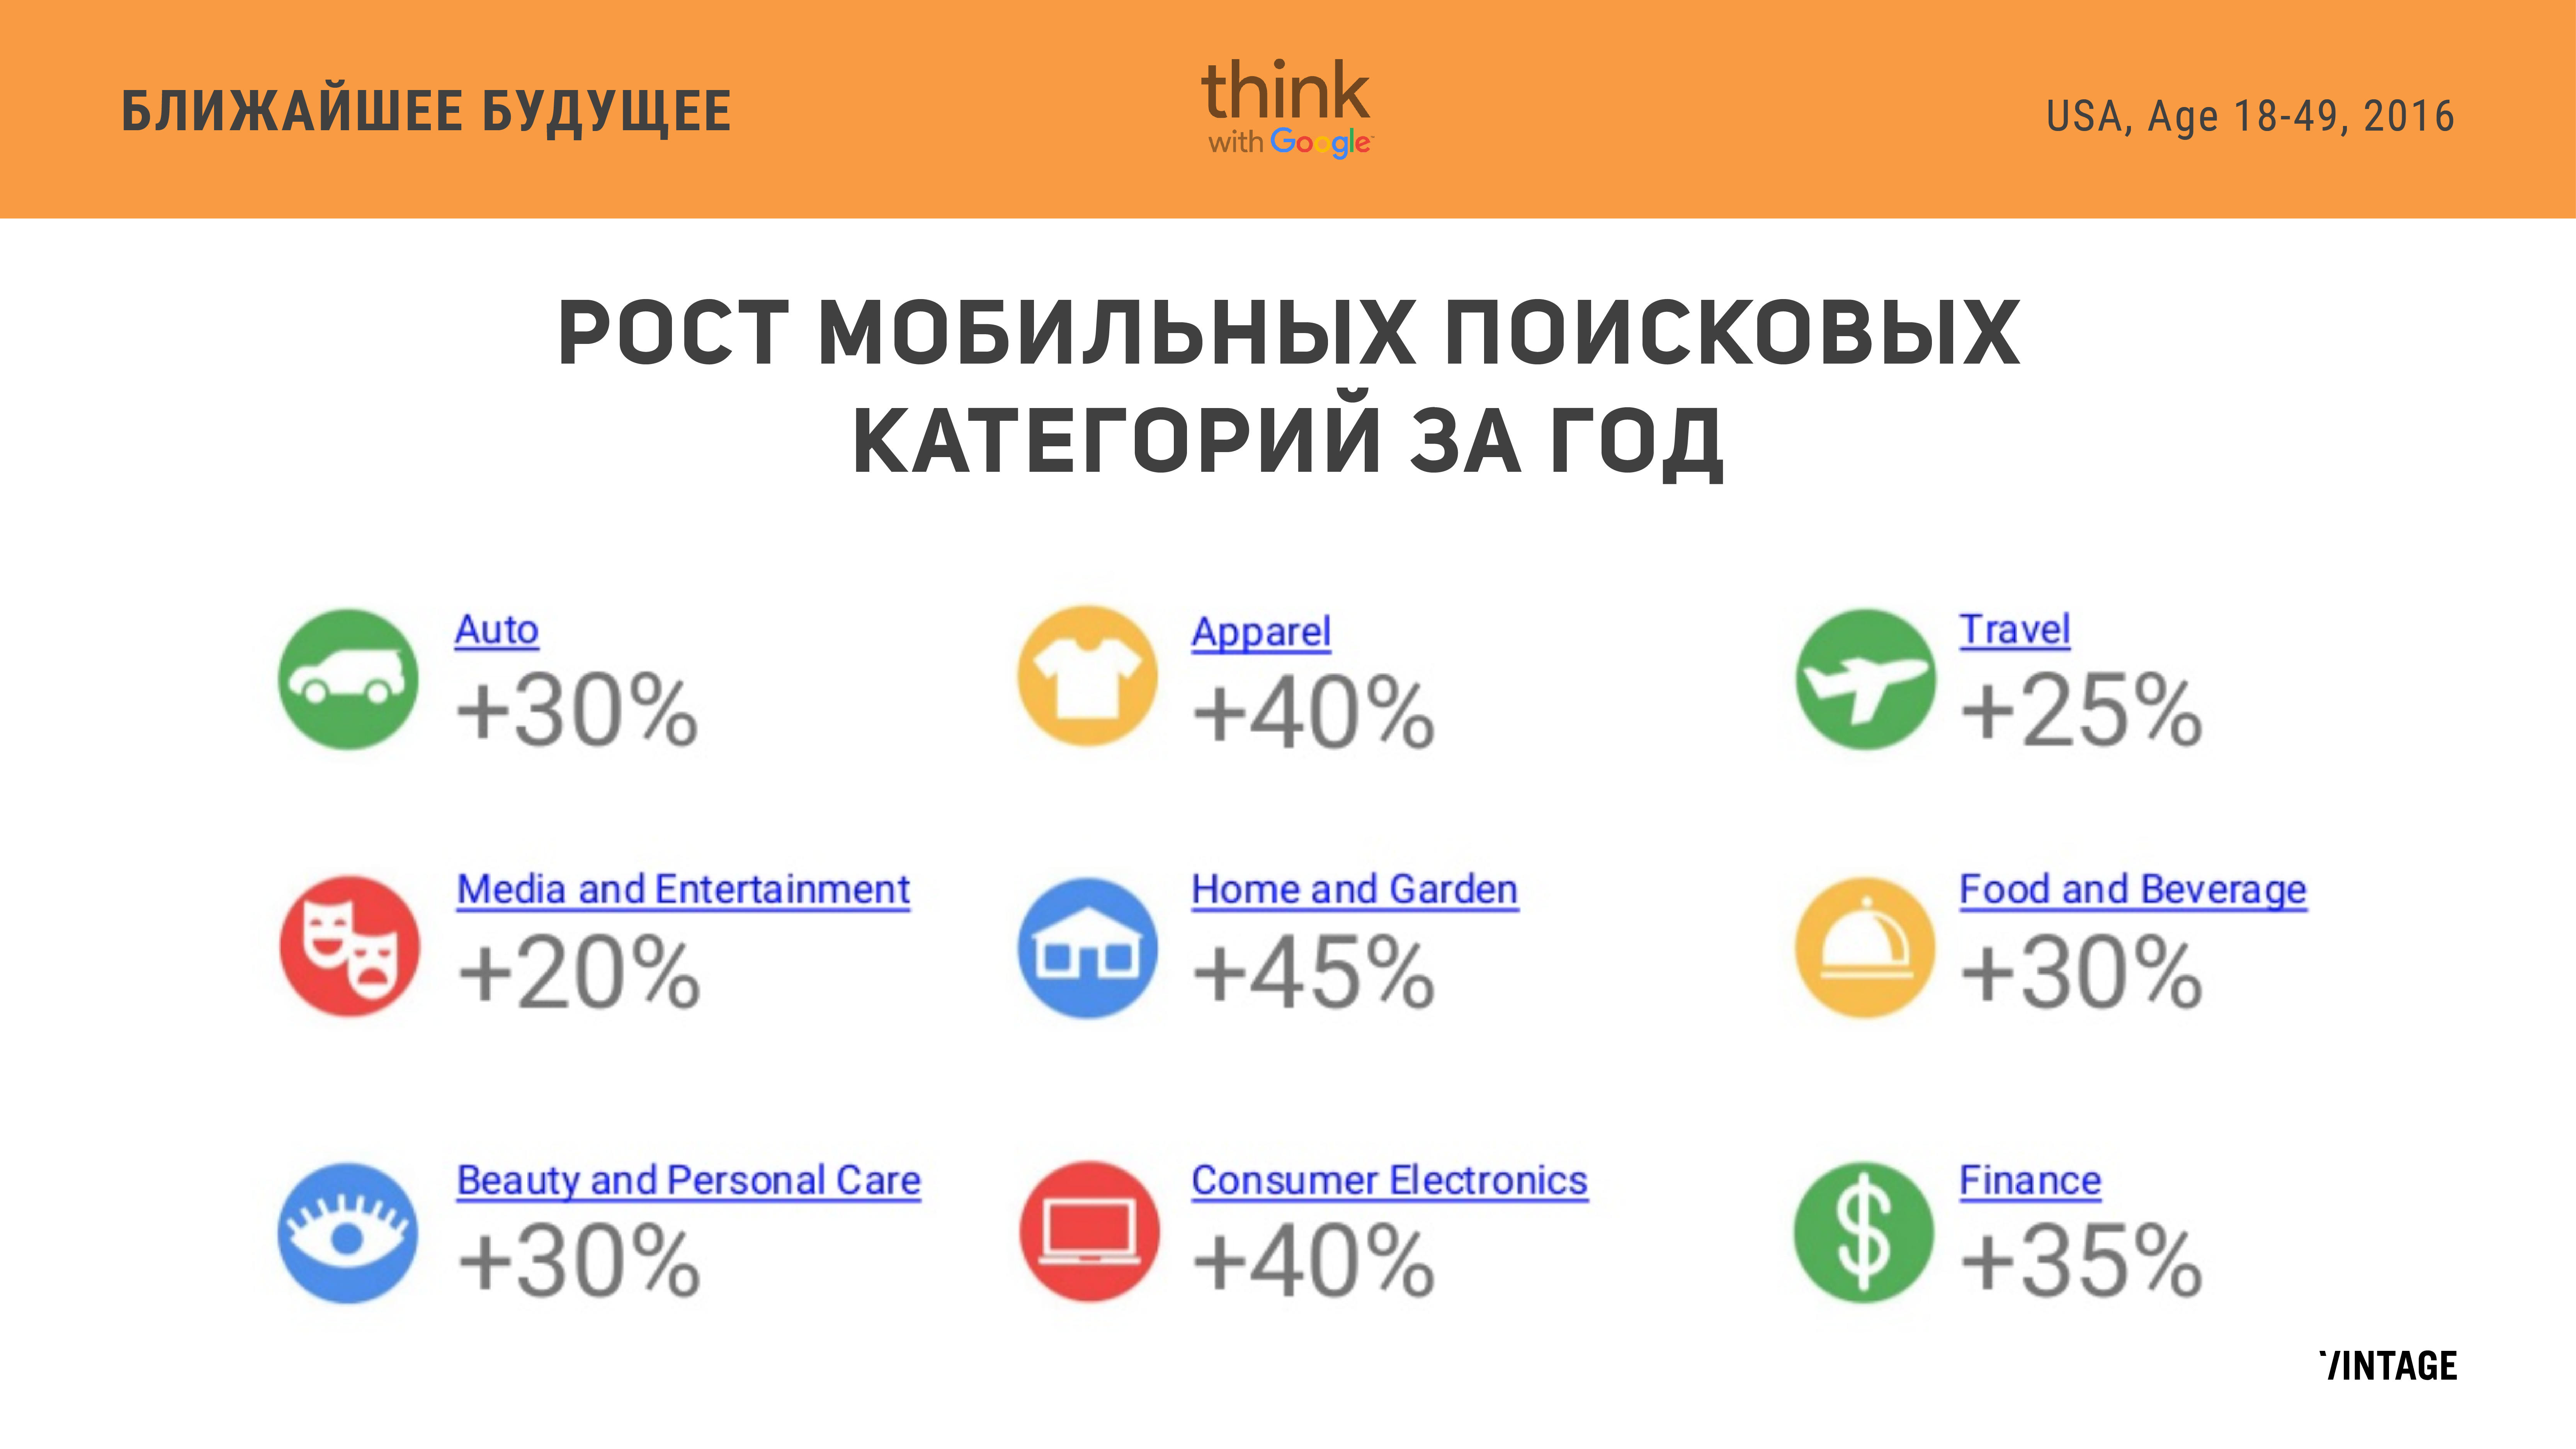 БЛИЖАЙШЕЕ БУДУЩЕЕ
think
with Google
USA, Age 18-49, 2016
РОСТ МОБИЛЬНЫХ ПОИСКОВЫХ
КАТЕГОРИЙ ЗА ГОД
Auto
+30%
Apparel
+40%
Travel
+25%
Media and Entertainment
+20%
Home and Garden
+45%
Food and Beverage
+30%
Beauty and Personal Care
+30%
Consumer Electronics
+40%
Finance
+35%
VINTAGE